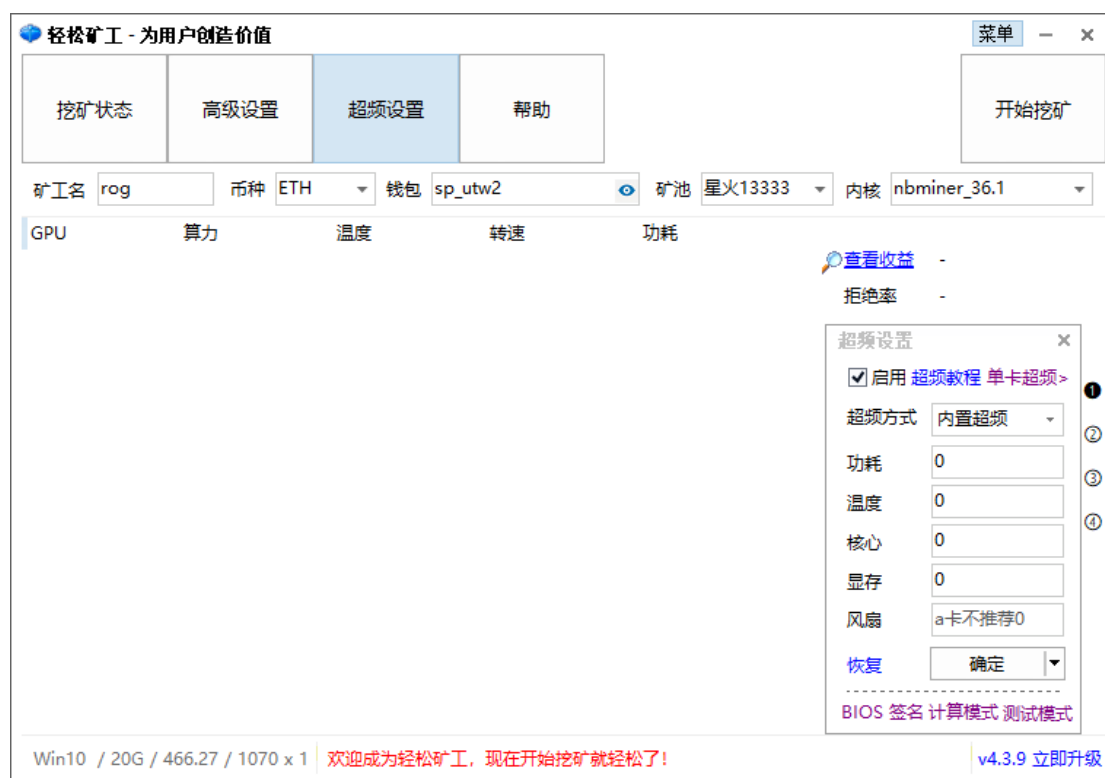 轻松矿工 - 为用户创造价值 菜单
挖矿状态 高级设置 超频设置 帮助 开始挖矿
矿工名 rog 币种 ETH 钱包 sp_utw2 矿池 星火13333 内核 nbminer_36.1
GPU 算力 温度 转速 功耗
查看收益 -
拒绝率 -
超频设置
启用 超频教程 单卡超频>
❶
超频方式 内置超频
②
功耗 0
③
温度 0
④
核心 0
显存 0
风扇 a卡不推荐0
恢复 确定
BIOS 签名 计算模式 测试模式
Win10 / 20G / 466.27 / 1070 x 1 欢迎成为轻松矿工，现在开始挖矿就轻松了! v4.3.9 立即升级